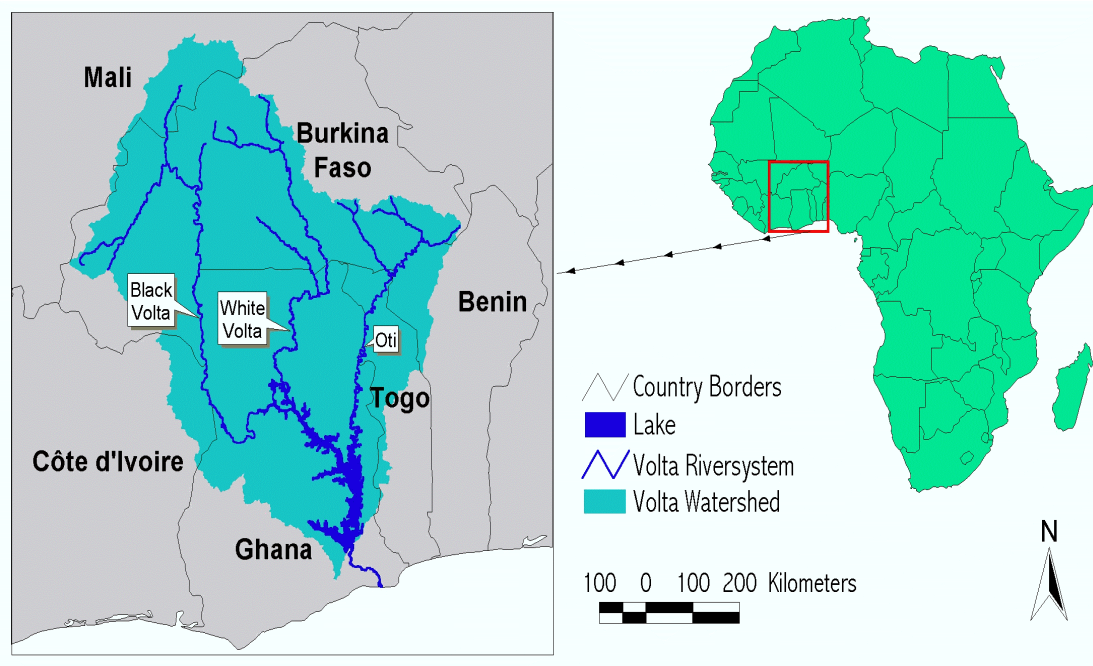 Mali
Burkina
Faso
Black
Volta
White
Volta
Benin
Oti
Togo
Côte d'Ivoire
Ghana
Country Borders
Lake
Volta Riversystem
Volta Watershed
N
100 0 100 200 Kilometers